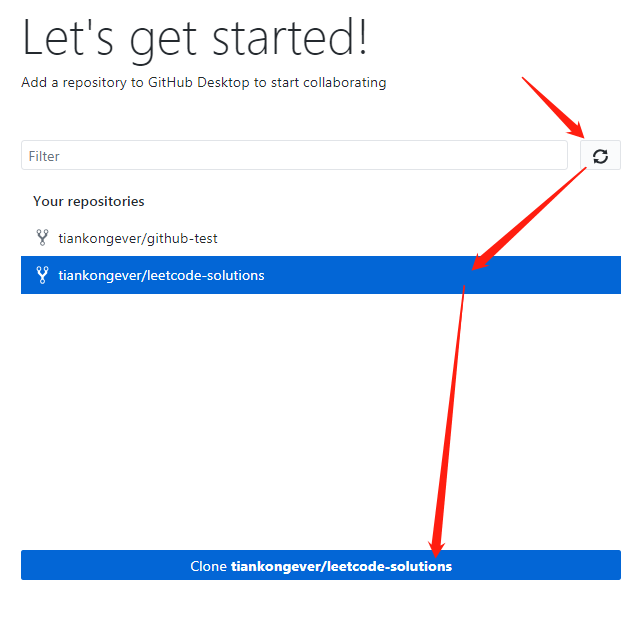 Let's get started!
Add a repository to GitHub Desktop to start collaborating
Filter
Your repositories
tiankongever/github-test
tiankongever/leetcode-solutions
Clone tiankongever/leetcode-solutions